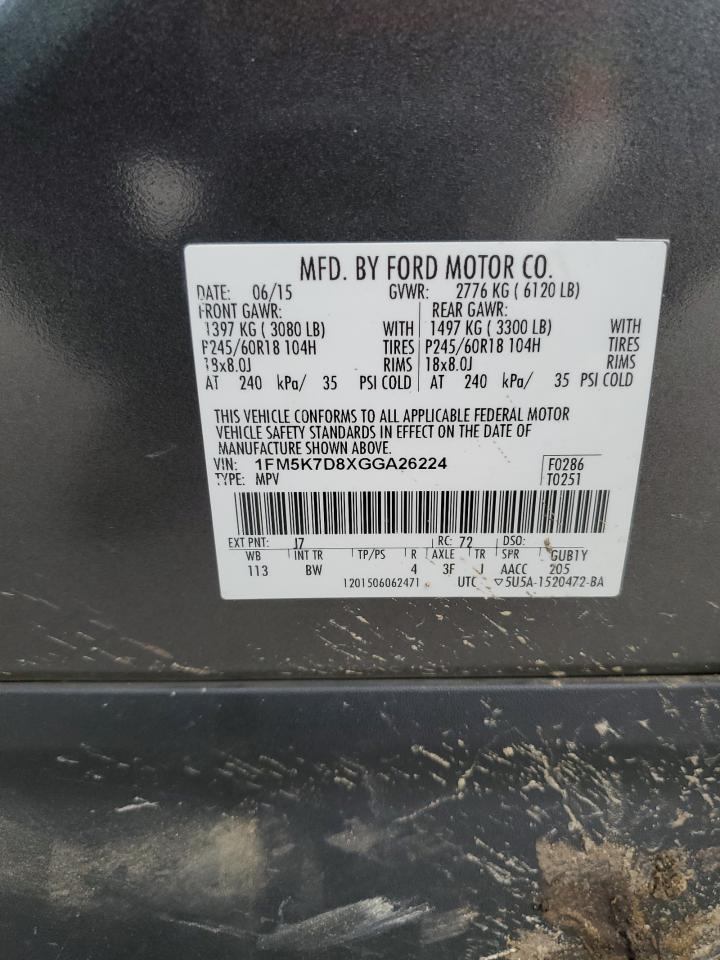 MFD. BY FORD MOTOR CO.
DATE: 06/15 GVWR: 2776 KG ( 6120 LB)
FRONT GAWR: REAR GAWR:
1397 KG ( 3080 LB) WITH 1497 KG ( 3300 LB) WITH
P245/60R18 104H TIRES P245/60R18 104H TIRES
18x8.0J RIMS 18x8.0J RIMS
AT 240 kPa/ 35 PSI COLD AT 240 kPa/ 35 PSI COLD
THIS VEHICLE CONFORMS TO ALL APPLICABLE FEDERAL MOTOR
VEHICLE SAFETY STANDARDS IN EFFECT ON THE DATE OF
MANUFACTURE SHOWN ABOVE.
VIN: 1FM5K7D8XGGA26224 F0286
TYPE: MPV T0251
EXT PNT: J7 RC: 72 DSO:
WB INT TR TP/PS R AXLE TR SPR GUB1Y
113 BW 4 3F J AACC 205
1201506062471 UTC ▽5U5A-1520472-BA